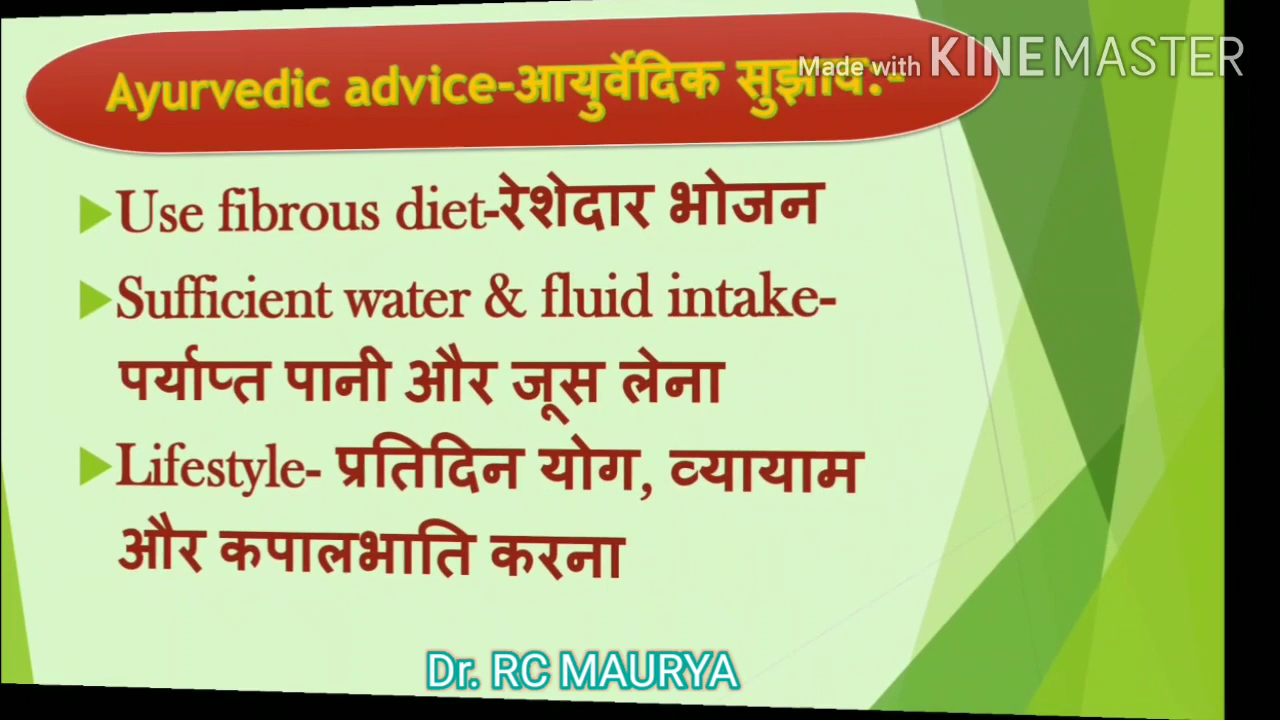 Ayurvedic advice-आयुर्वेदिक सुझाव:-
Made with KINEMASTER
Use fibrous diet-रेशेदार भोजन
Sufficient water & fluid intake-
पर्याप्त पानी और जूस लेना
Lifestyle- प्रतिदिन योग, व्यायाम
और कपालभाति करना
Dr. RC MAURYA